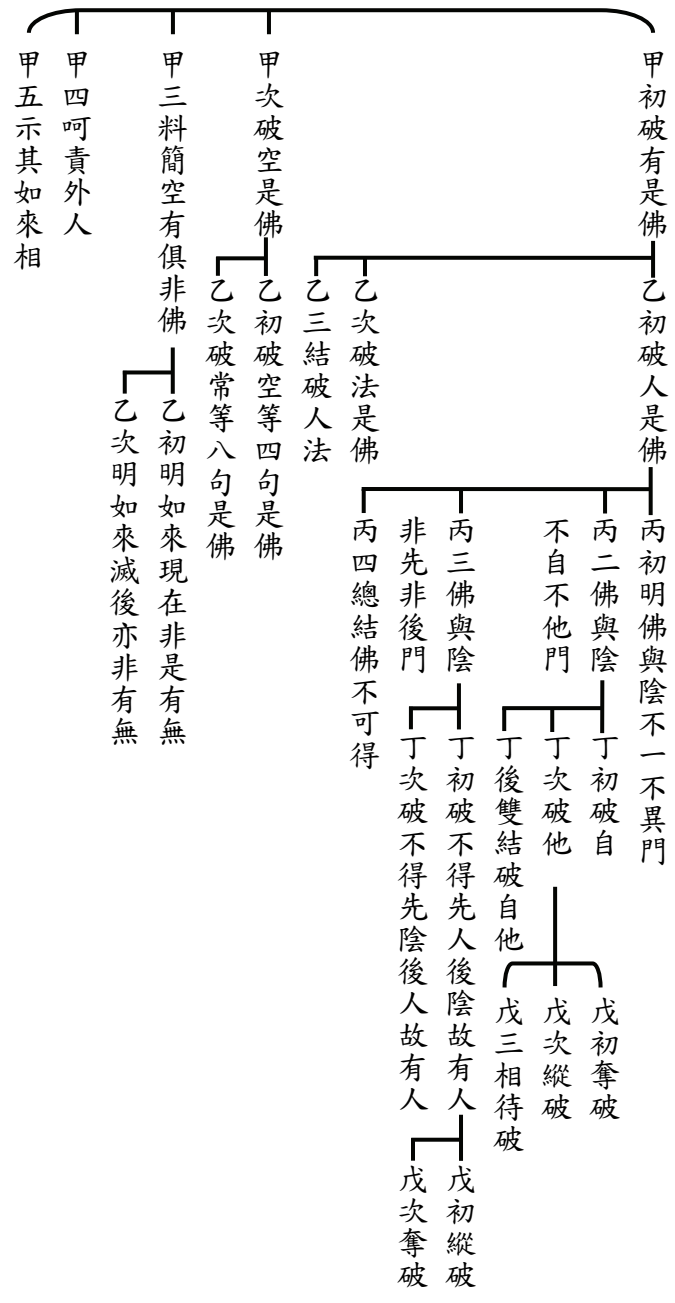 甲初破有是佛
乙初破人是佛
丙初明佛與陰不一不異門
丙二佛與陰
不自不他門
丁初破自
丁次破他
戊初奪破
戊次縱破
戊三相待破
丁後雙結破自他
丙三佛與陰
非先非後門
丁初破不得先人後陰故有人
戊初縱破
戊次奪破
丁次破不得先陰後人故有人
丙四總結佛不可得
乙次破法是佛
乙三結破人法
甲次破空是佛
乙初破空等四句是佛
乙次破常等八句是佛
甲三料簡空有俱非佛
乙初明如來現在非是有無
乙次明如來滅後亦非有無
甲四呵責外人
甲五示其如來相